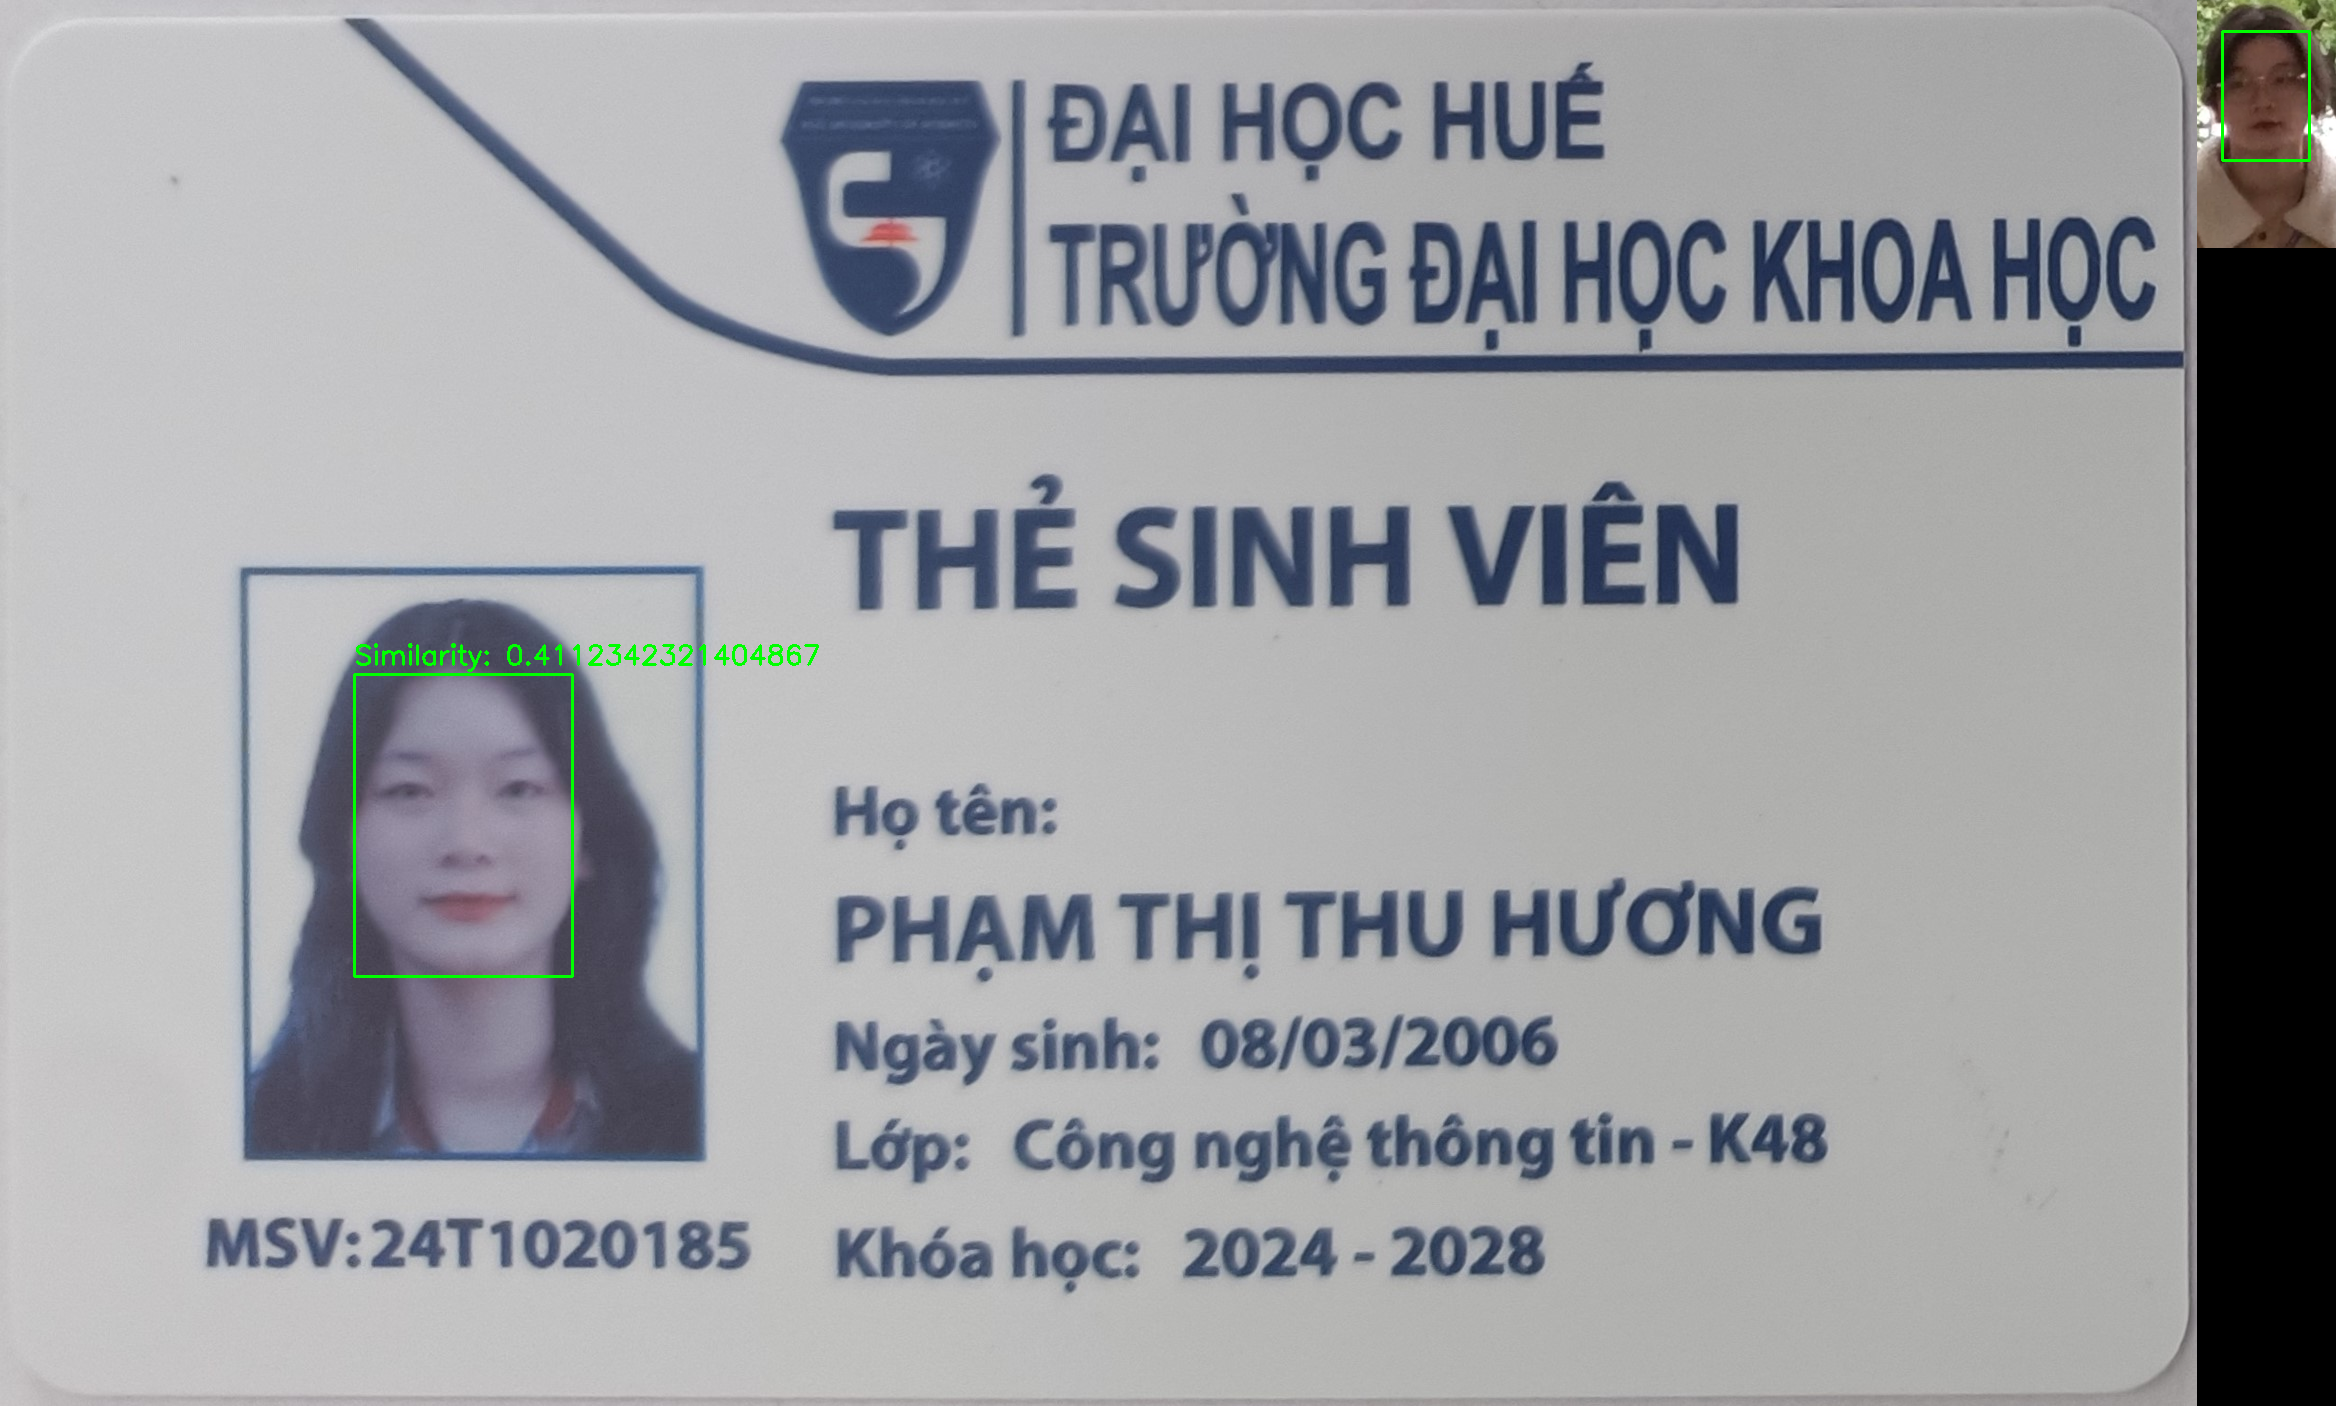 ĐẠI HỌC HUẾ
TRƯỜNG ĐẠI HỌC KHOA HỌC
THẺ SINH VIÊN
Similarity: 0.4112342321404867
Họ tên:
PHẠM THỊ THU HƯƠNG
Ngày sinh: 08/03/2006
Lớp: Công nghệ thông tin - K48
Khóa học: 2024 - 2028
MSV: 24T1020185